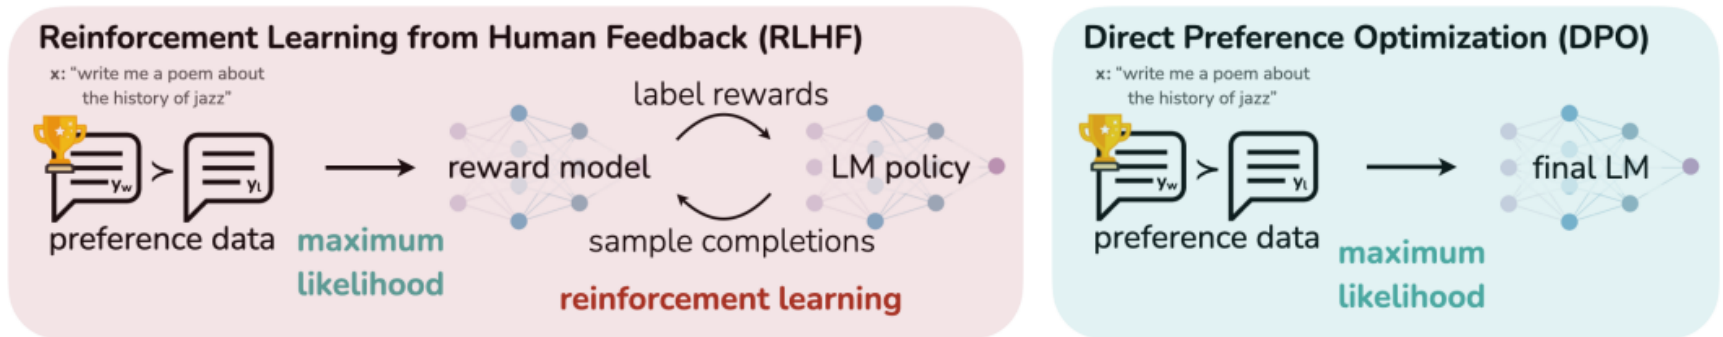 Reinforcement Learning from Human Feedback (RLHF)
x: “write me a poem about
the history of jazz”
label rewards
yw
≻
yl
reward model
LM policy
preference data
maximum
likelihood
sample completions
reinforcement learning
Direct Preference Optimization (DPO)
x: “write me a poem about
the history of jazz”
yw
≻
yl
final LM
preference data
maximum
likelihood